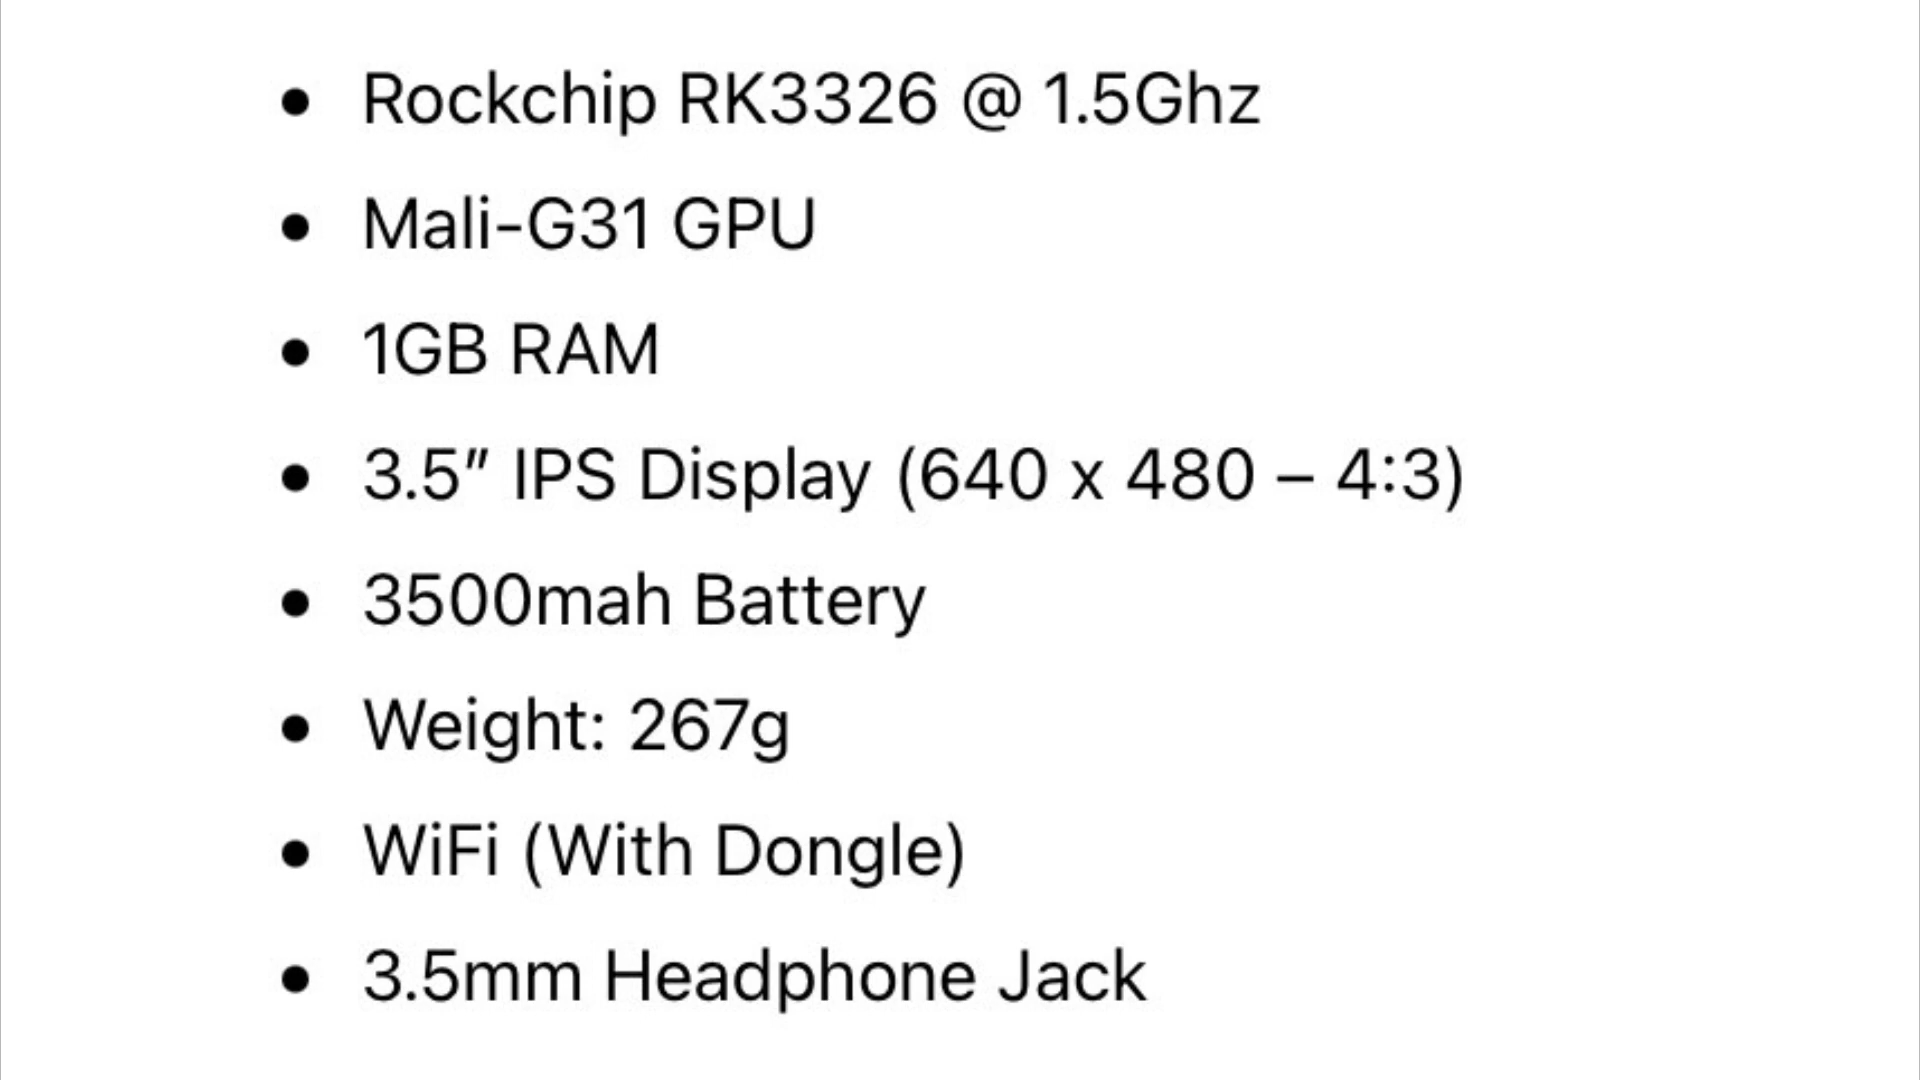 • Rockchip RK3326 @ 1.5Ghz
• Mali-G31 GPU
• 1GB RAM
• 3.5″ IPS Display (640 x 480 – 4:3)
• 3500mah Battery
• Weight: 267g
• WiFi (With Dongle)
• 3.5mm Headphone Jack